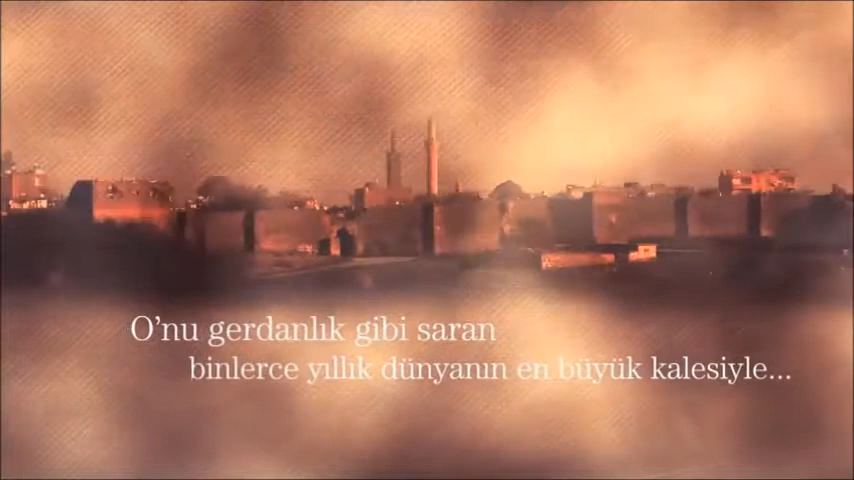 O'nu gerdanlık gibi saran
binlerce yıllık dünyanın en büyük kalesiyle...